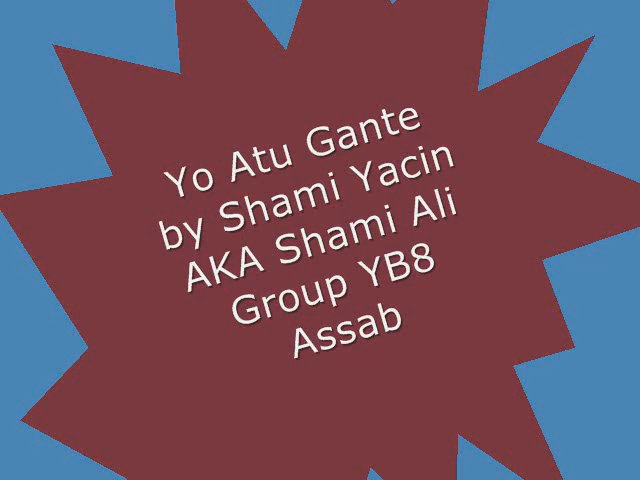 Yo Atu Gante
by Shami Yacin
AKA Shami Ali
Group YB8
Assab